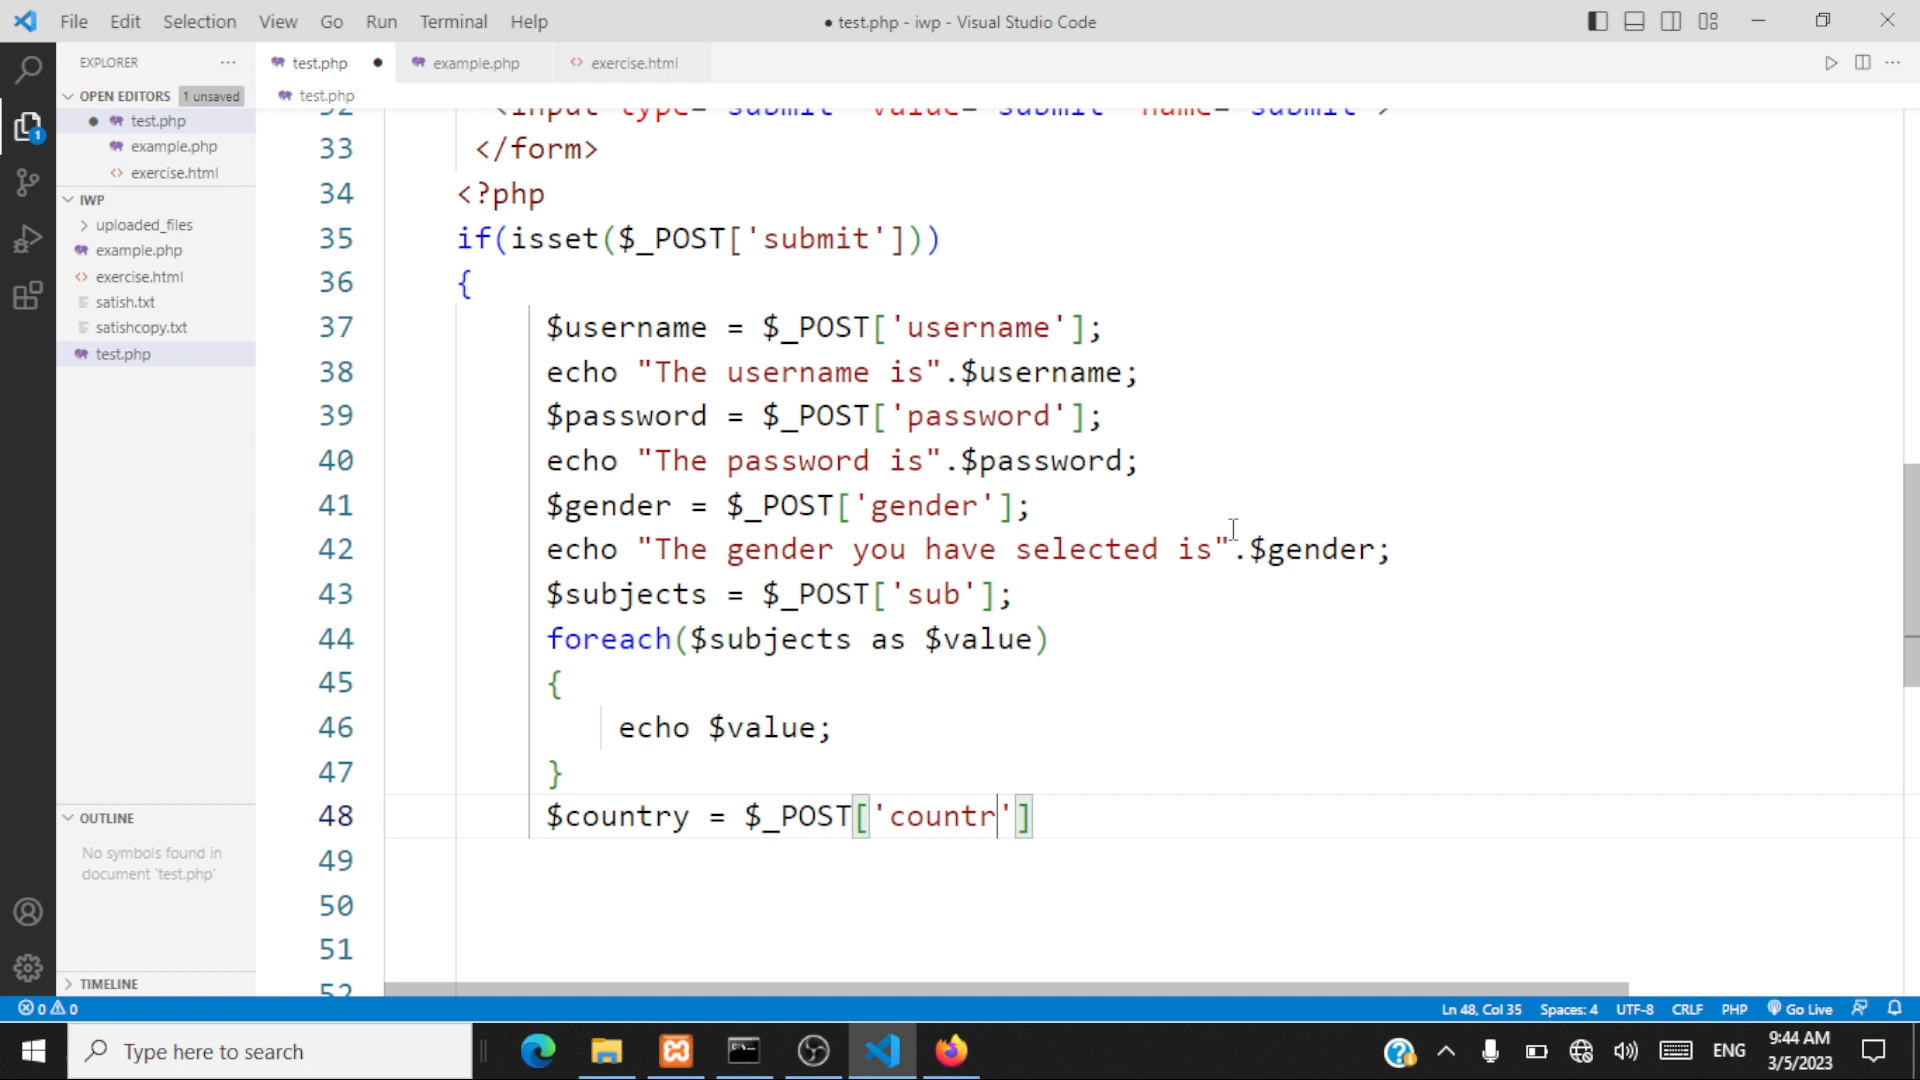 File Edit Selection View Go Run Terminal Help
● test.php - iwp - Visual Studio Code
EXPLORER ···
test.php ●
example.php
<> exercise.html
OPEN EDITORS 1 unsaved
test.php
● test.php
example.php
<> exercise.html
IWP
> uploaded_files
example.php
<> exercise.html
satish.txt
satishcopy.txt
test.php
OUTLINE
No symbols found in
document 'test.php'
> TIMELINE
32 <input type="submit" value="submit" name="submit">
33 </form>
34 <?php
35 if(isset($_POST['submit']))
36 {
37 $username = $_POST['username'];
38 echo "The username is".$username;
39 $password = $_POST['password'];
40 echo "The password is".$password;
41 $gender = $_POST['gender'];
42 echo "The gender you have selected is".$gender;
43 $subjects = $_POST['sub'];
44 foreach($subjects as $value)
45 {
46 echo $value;
47 }
48 $country = $_POST['countr']
49
50
51
52
1
0 0
Ln 48, Col 35 Spaces: 4 UTF-8 CRLF PHP Go Live
Type here to search
ENG
9:44 AM
3/5/2023